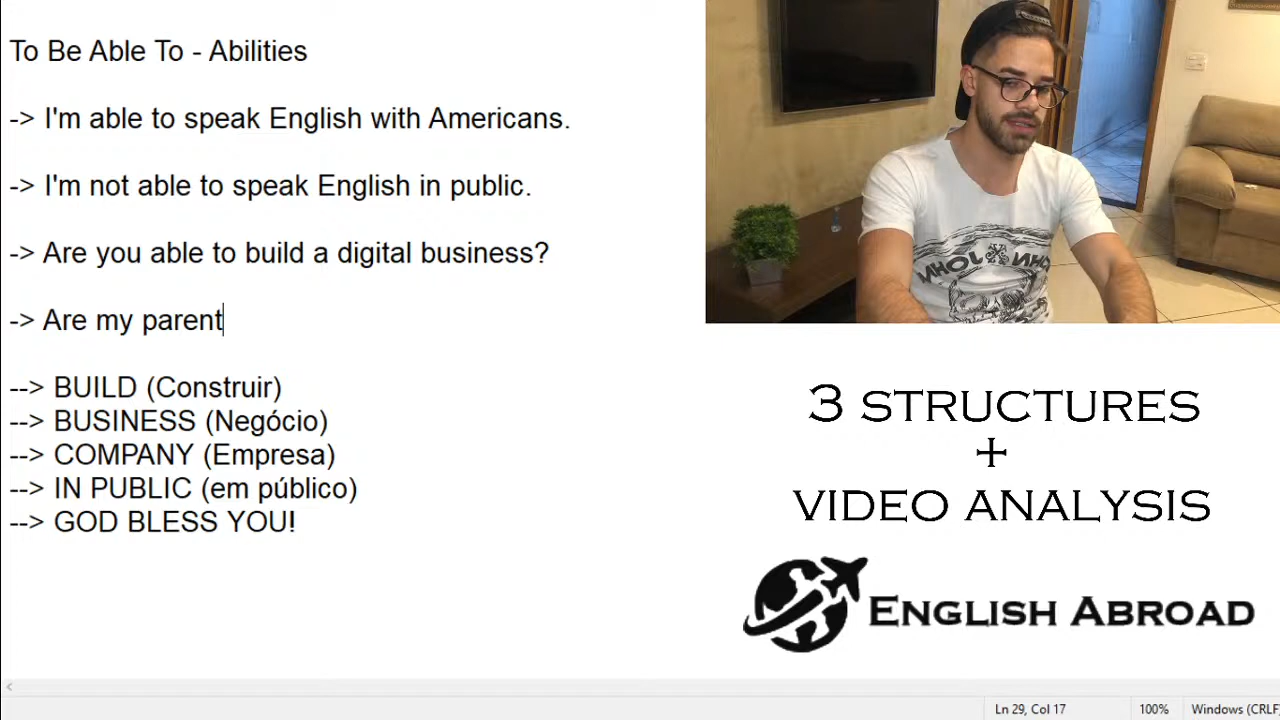 To Be Able To - Abilities
-> I'm able to speak English with Americans.
-> I'm not able to speak English in public.
-> Are you able to build a digital business?
-> Are my parent
--> BUILD (Construir)
--> BUSINESS (Negócio)
--> COMPANY (Empresa)
--> IN PUBLIC (em público)
--> GOD BLESS YOU!
JOHN JOHN
3 STRUCTURES
+
VIDEO ANALYSIS
ENGLISH ABROAD
Ln 29, Col 17
100%
Windows (CRLF